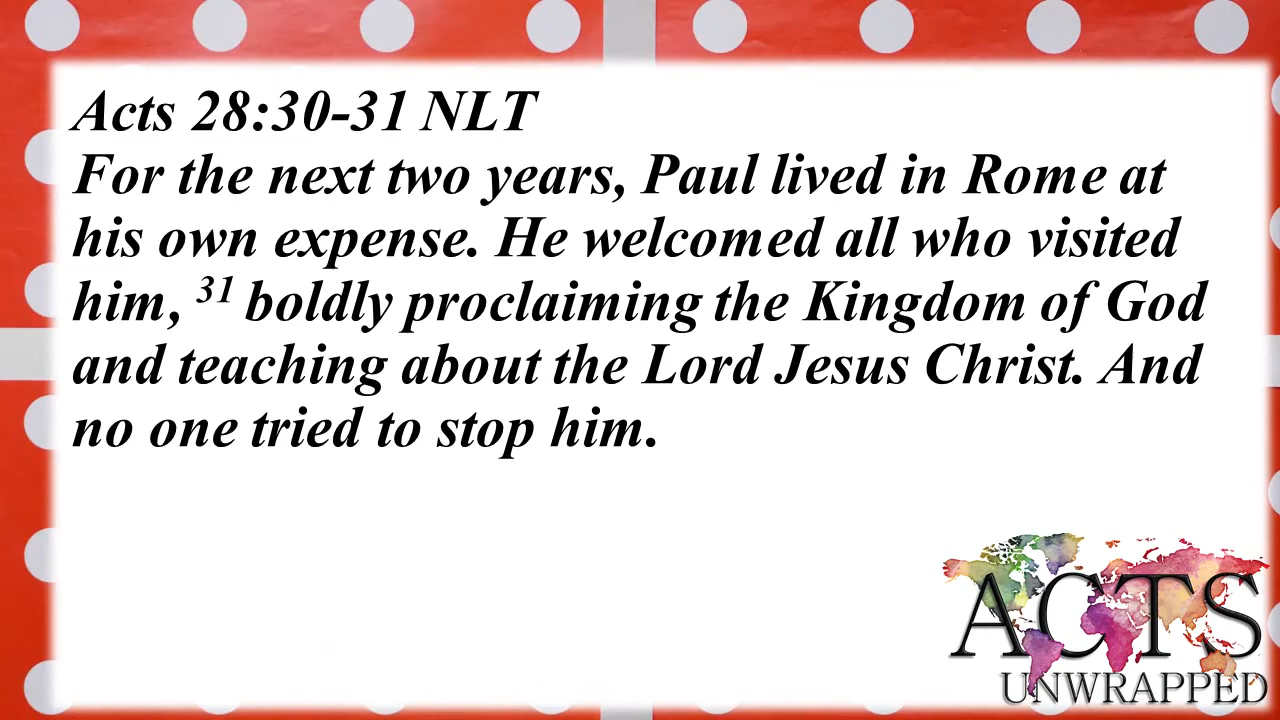 Acts 28:30-31 NLT
For the next two years, Paul lived in Rome at
his own expense. He welcomed all who visited
him, 31 boldly proclaiming the Kingdom of God
and teaching about the Lord Jesus Christ. And
no one tried to stop him.
ACTS
UNWRAPPED